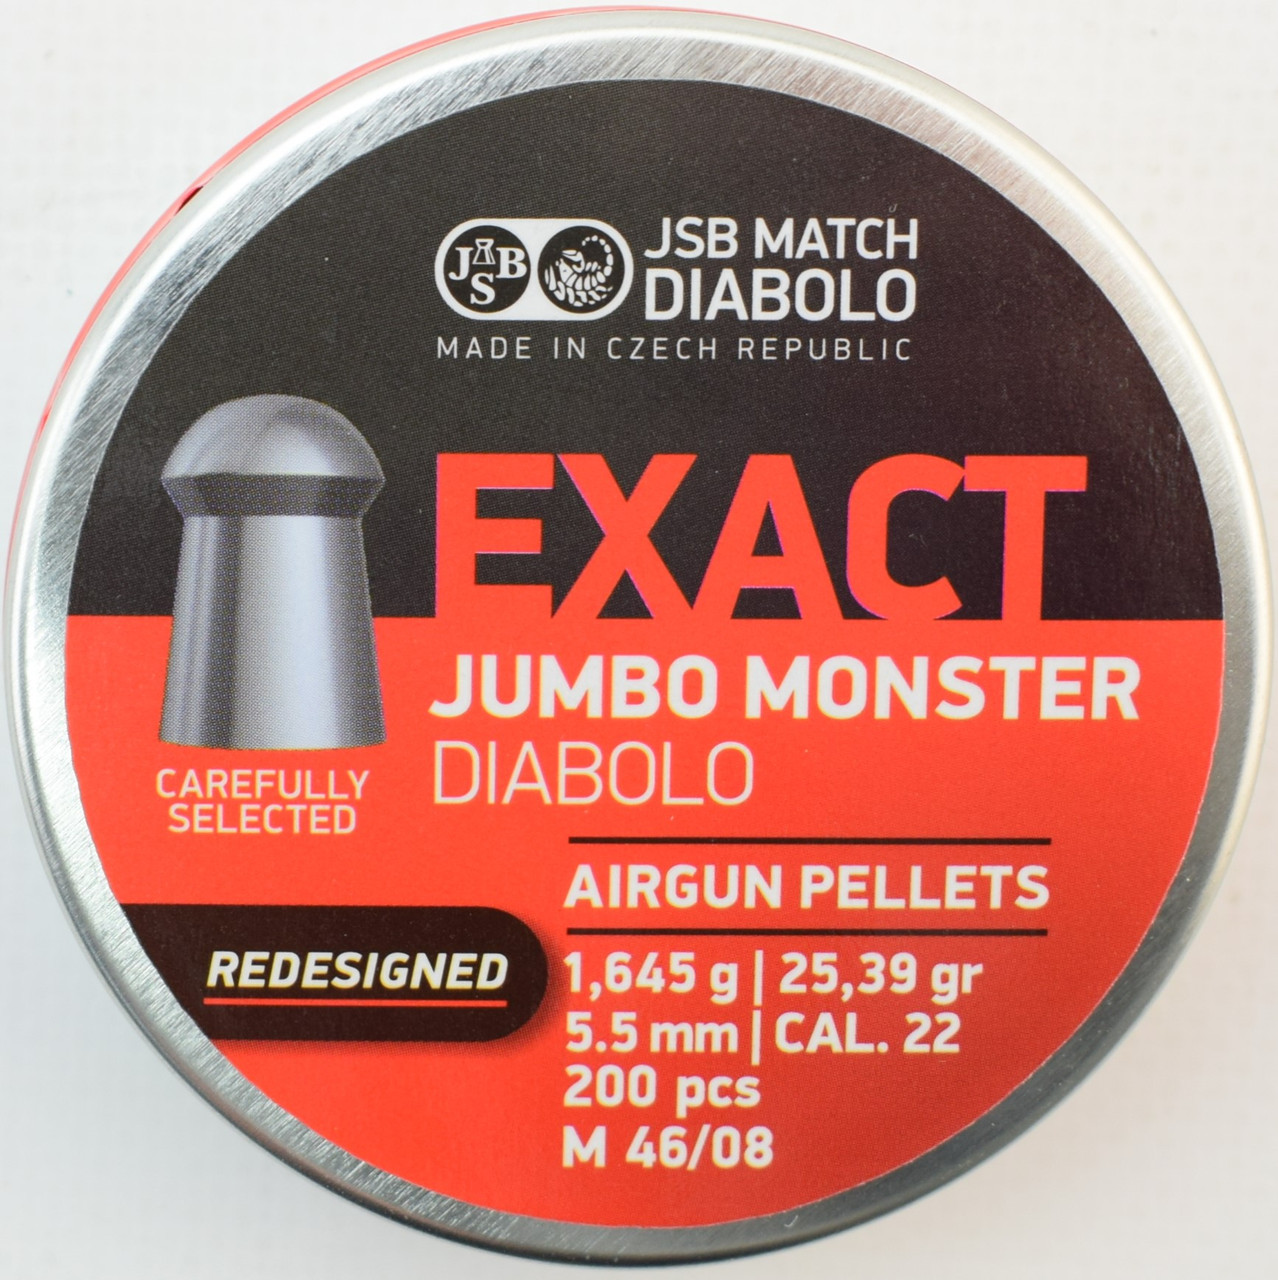 JSB
JSB MATCH
DIABOLO
MADE IN CZECH REPUBLIC
EXACT
JUMBO MONSTER
DIABOLO
CAREFULLY
SELECTED
AIRGUN PELLETS
REDESIGNED
1,645 g | 25,39 gr
5.5 mm | CAL. 22
200 pcs
M 46/08